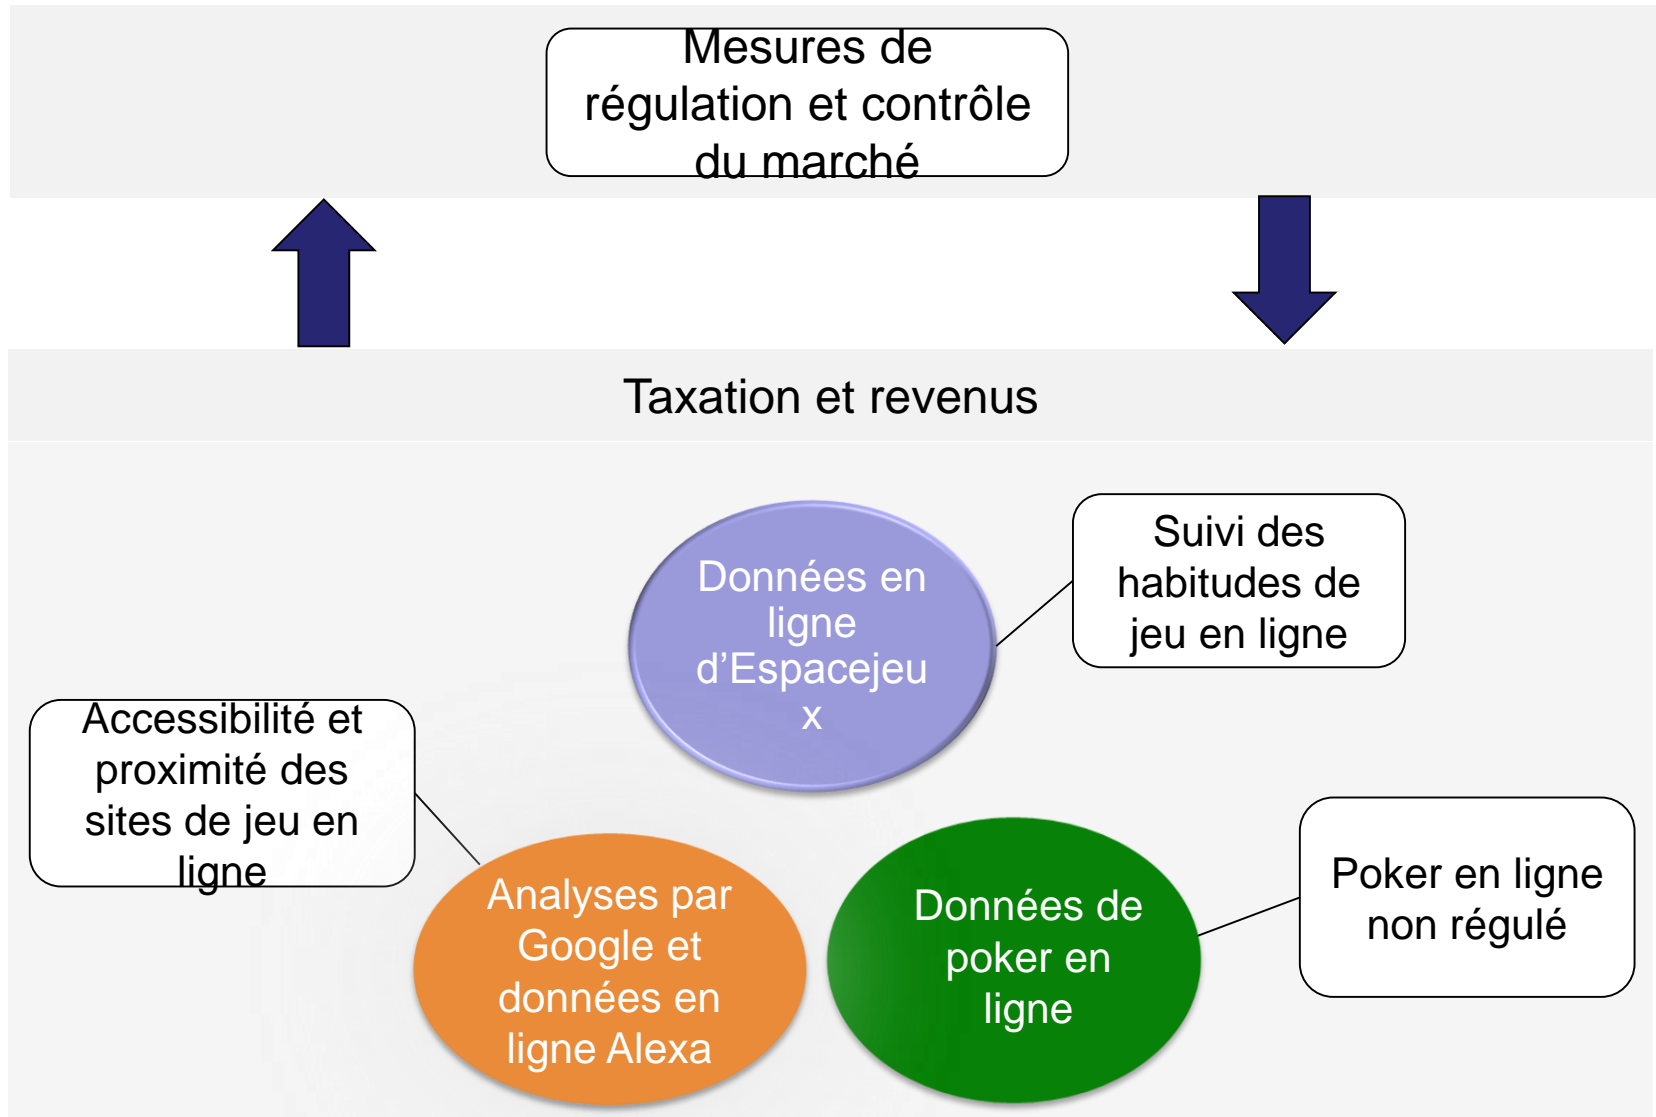 Mesures de
régulation et contrôle
du marché
Taxation et revenus
Données en
ligne
d’Espacejeu
x
Suivi des
habitudes de
jeu en ligne
Accessibilité et
proximité des
sites de jeu en
ligne
Analyses par
Google et
données en
ligne Alexa
Données de
poker en
ligne
Poker en ligne
non régulé